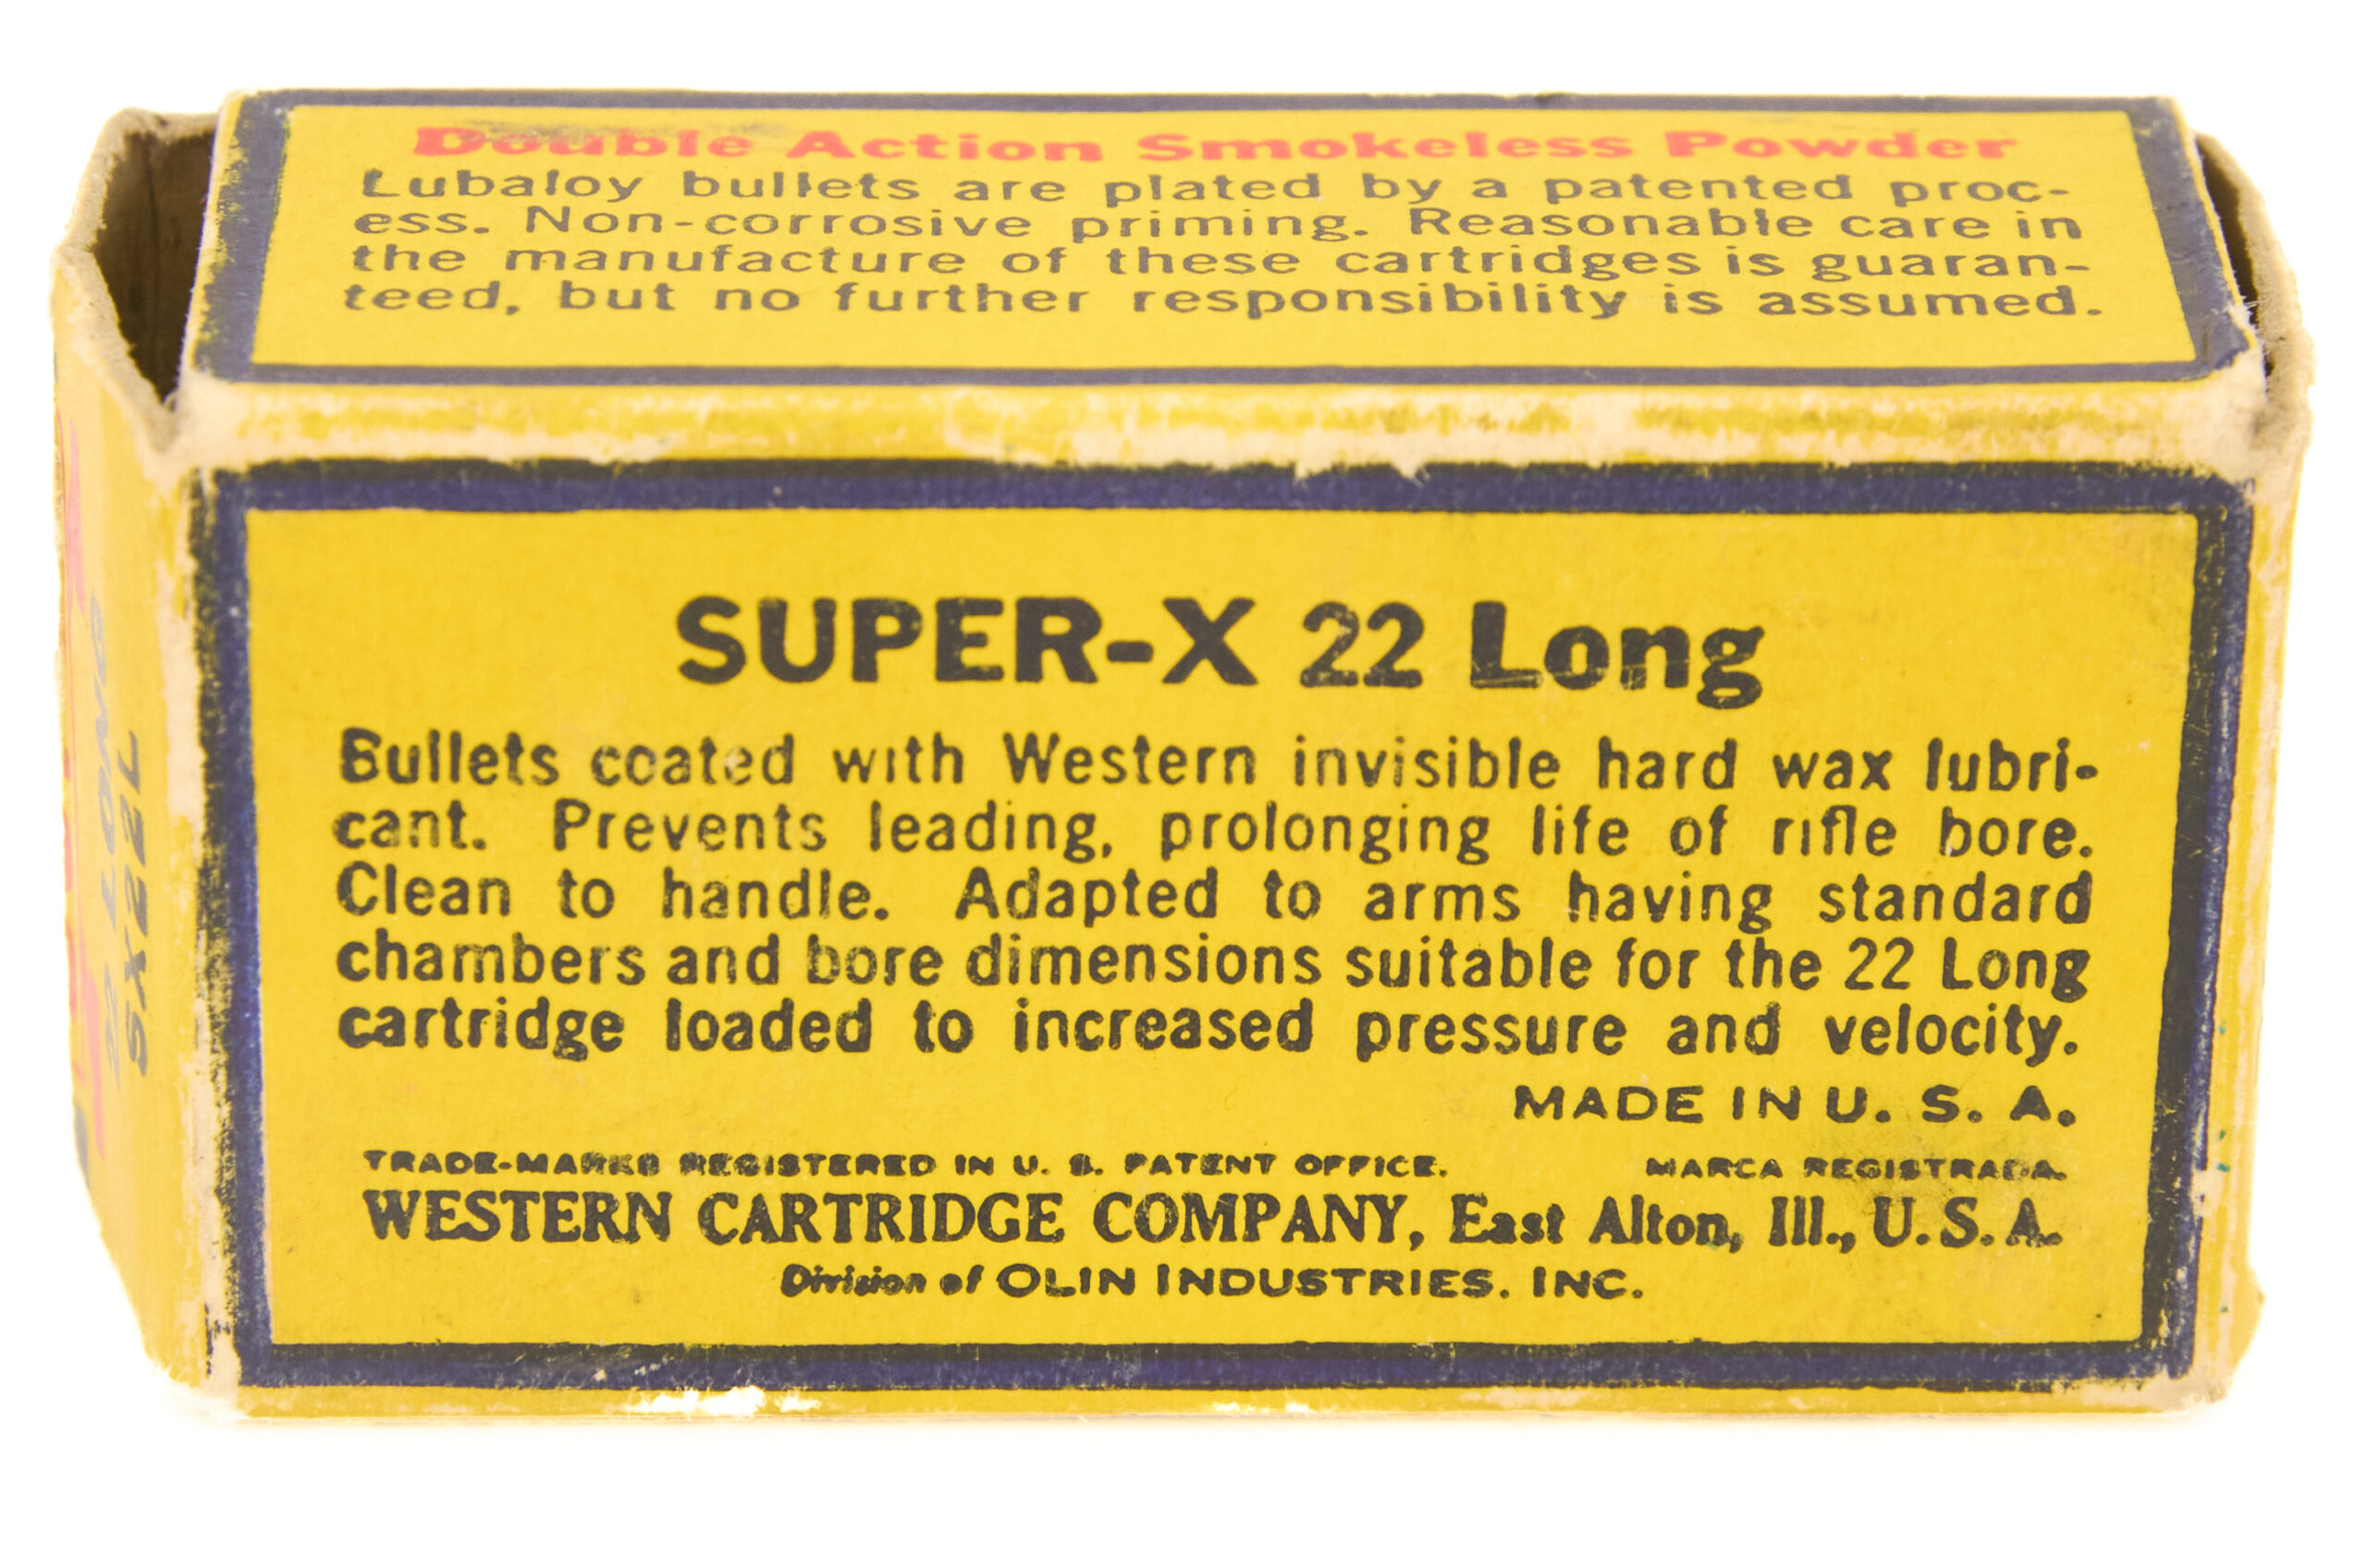 Double Action Smokeless Powder
Lubaloy bullets are plated by a patented proc-
ess. Non-corrosive priming. Reasonable care in
the manufacture of these cartridges is guaran-
teed, but no further responsibility is assumed.
SUPER-X 22 Long
Bullets coated with Western invisible hard wax lubri-
cant. Prevents leading, prolonging life of rifle bore.
Clean to handle. Adapted to arms having standard
chambers and bore dimensions suitable for the 22 Long
cartridge loaded to increased pressure and velocity.
MADE IN U. S. A.
TRADE-MARKS REGISTERED IN U. S. PATENT OFFICE. MARCA REGISTRADA.
WESTERN CARTRIDGE COMPANY, East Alton, Ill., U.S.A.
Division of OLIN INDUSTRIES, INC.
22 LONG
SX22L